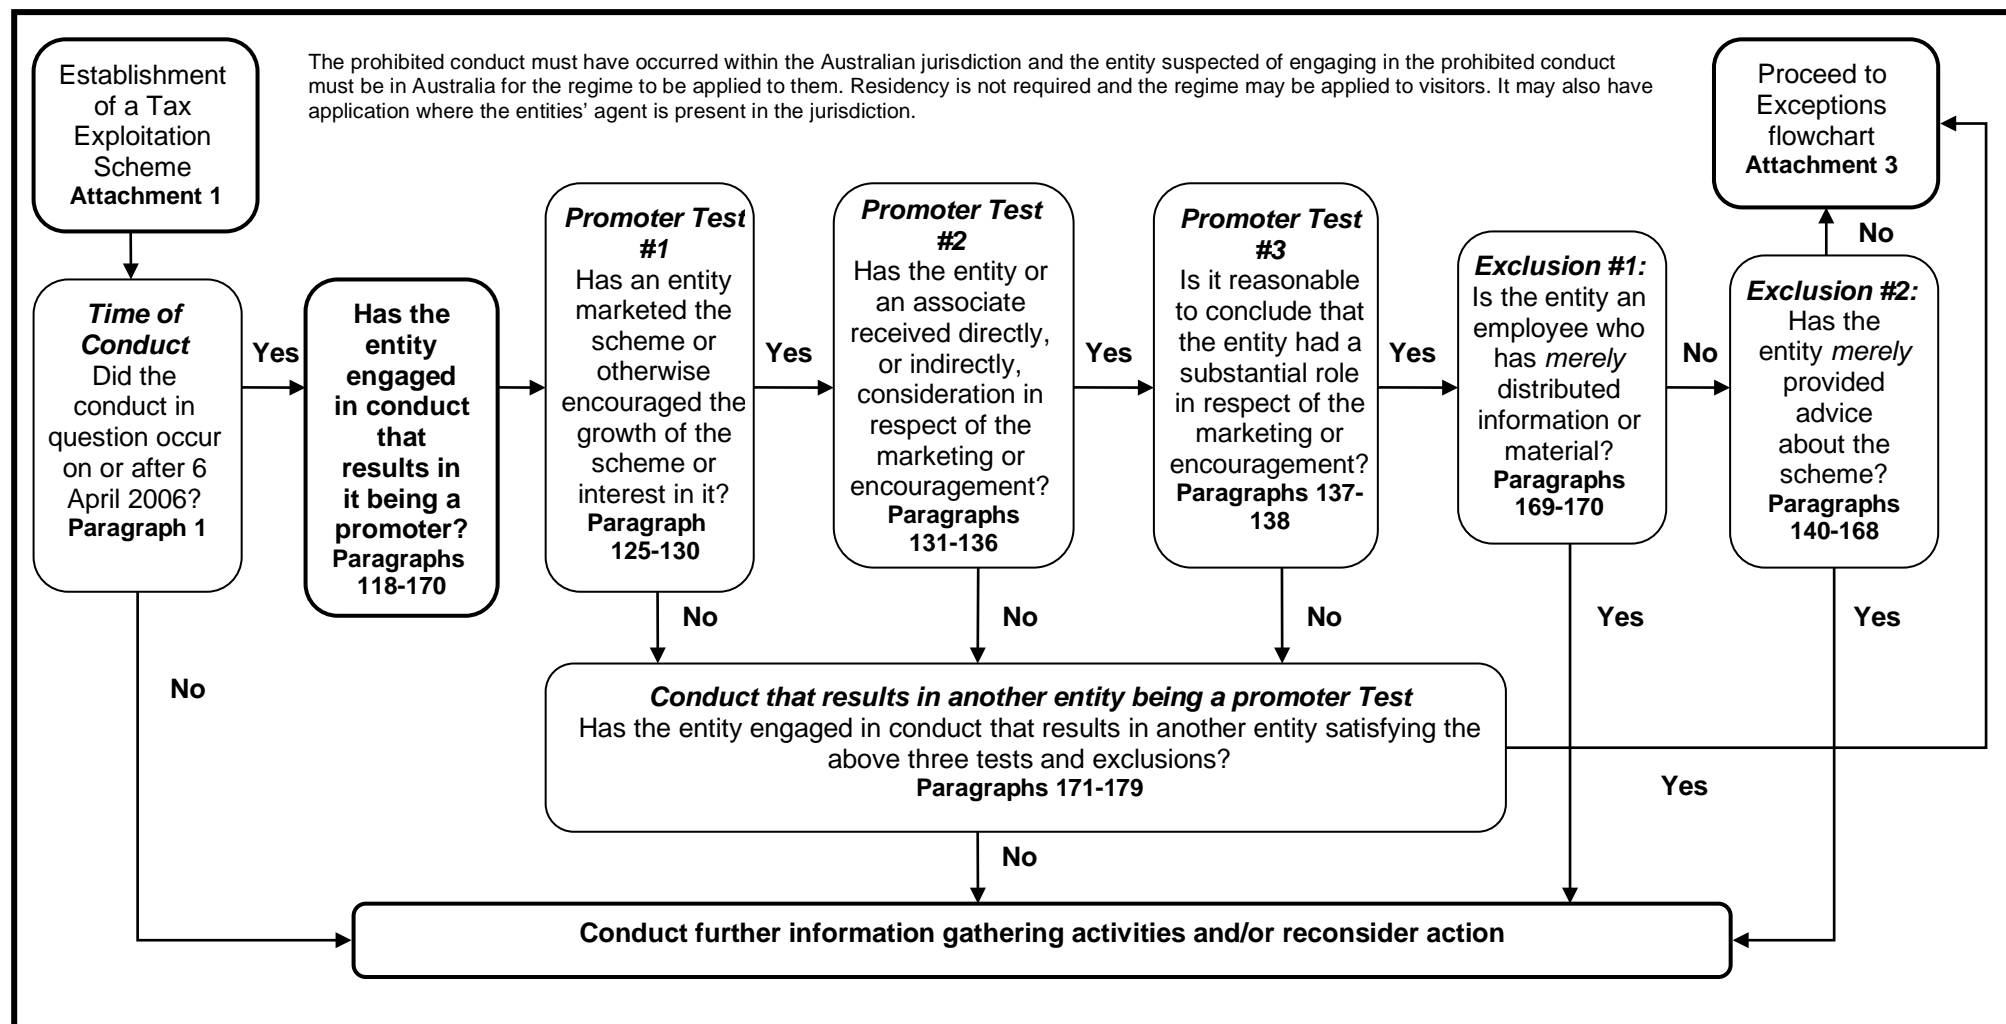 Establishment
of a Tax
Exploitation
Scheme
Attachment 1
The prohibited conduct must have occurred within the Australian jurisdiction and the entity suspected of engaging in the prohibited conduct
must be in Australia for the regime to be applied to them. Residency is not required and the regime may be applied to visitors. It may also have
application where the entities’ agent is present in the jurisdiction.
Proceed to
Exceptions
flowchart
Attachment 3
Time of
Conduct
Did the
conduct in
question occur
on or after 6
April 2006?
Paragraph 1
Yes
Has the
entity
engaged
in conduct
that
results in
it being a
promoter?
Paragraphs
118-170
Promoter Test
#1
Has an entity
marketed the
scheme or
otherwise
encouraged the
growth of the
scheme or
interest in it?
Paragraph
125-130
Yes
Promoter Test
#2
Has the entity or
an associate
received directly,
or indirectly,
consideration in
respect of the
marketing or
encouragement?
Paragraphs
131-136
Yes
Promoter Test
#3
Is it reasonable
to conclude that
the entity had a
substantial role
in respect of the
marketing or
encouragement?
Paragraphs 137-
138
Yes
Exclusion #1:
Is the entity an
employee who
has merely
distributed
information or
material?
Paragraphs
169-170
No
Exclusion #2:
Has the
entity merely
provided
advice
about the
scheme?
Paragraphs
140-168
No
No
No
No
No
Yes
Yes
Conduct that results in another entity being a promoter Test
Has the entity engaged in conduct that results in another entity satisfying the
above three tests and exclusions?
Paragraphs 171-179
Yes
No
Conduct further information gathering activities and/or reconsider action